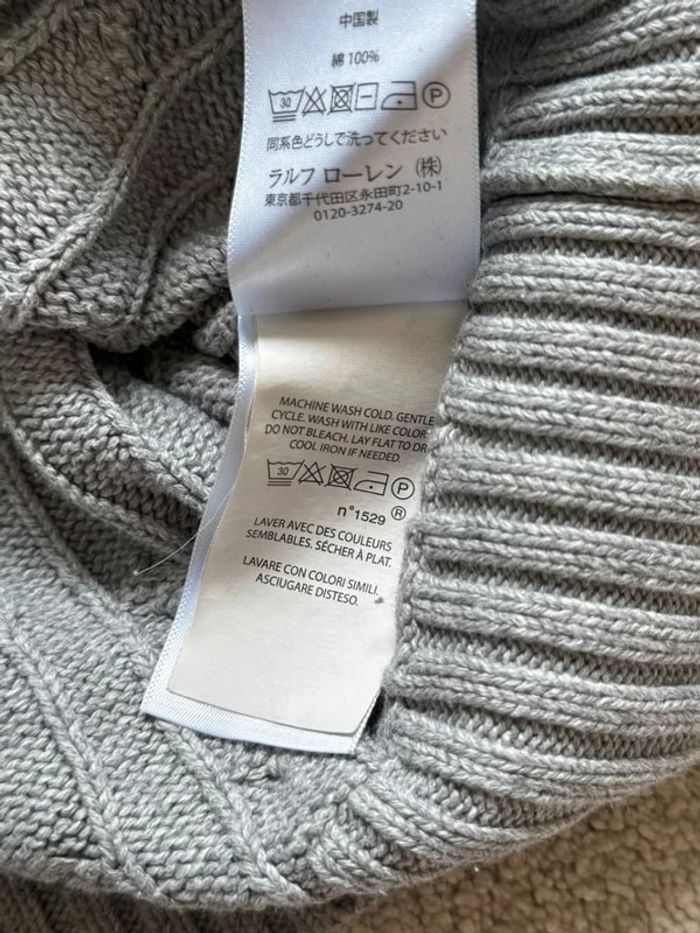 中国製
綿 100%
30 P
同系色どうしで洗ってください
ラルフ ローレン (株)
東京都千代田区永田町2-10-1
0120-3274-20
MACHINE WASH COLD. GENTLE
CYCLE. WASH WITH LIKE COLOR
DO NOT BLEACH. LAY FLAT TO DR
COOL IRON IF NEEDED.
30 P
n°1529 ®
LAVER AVEC DES COULEURS
SEMBLABLES. SÉCHER À PLAT.
LAVARE CON COLORI SIMILI.
ASCIUGARE DISTESO.